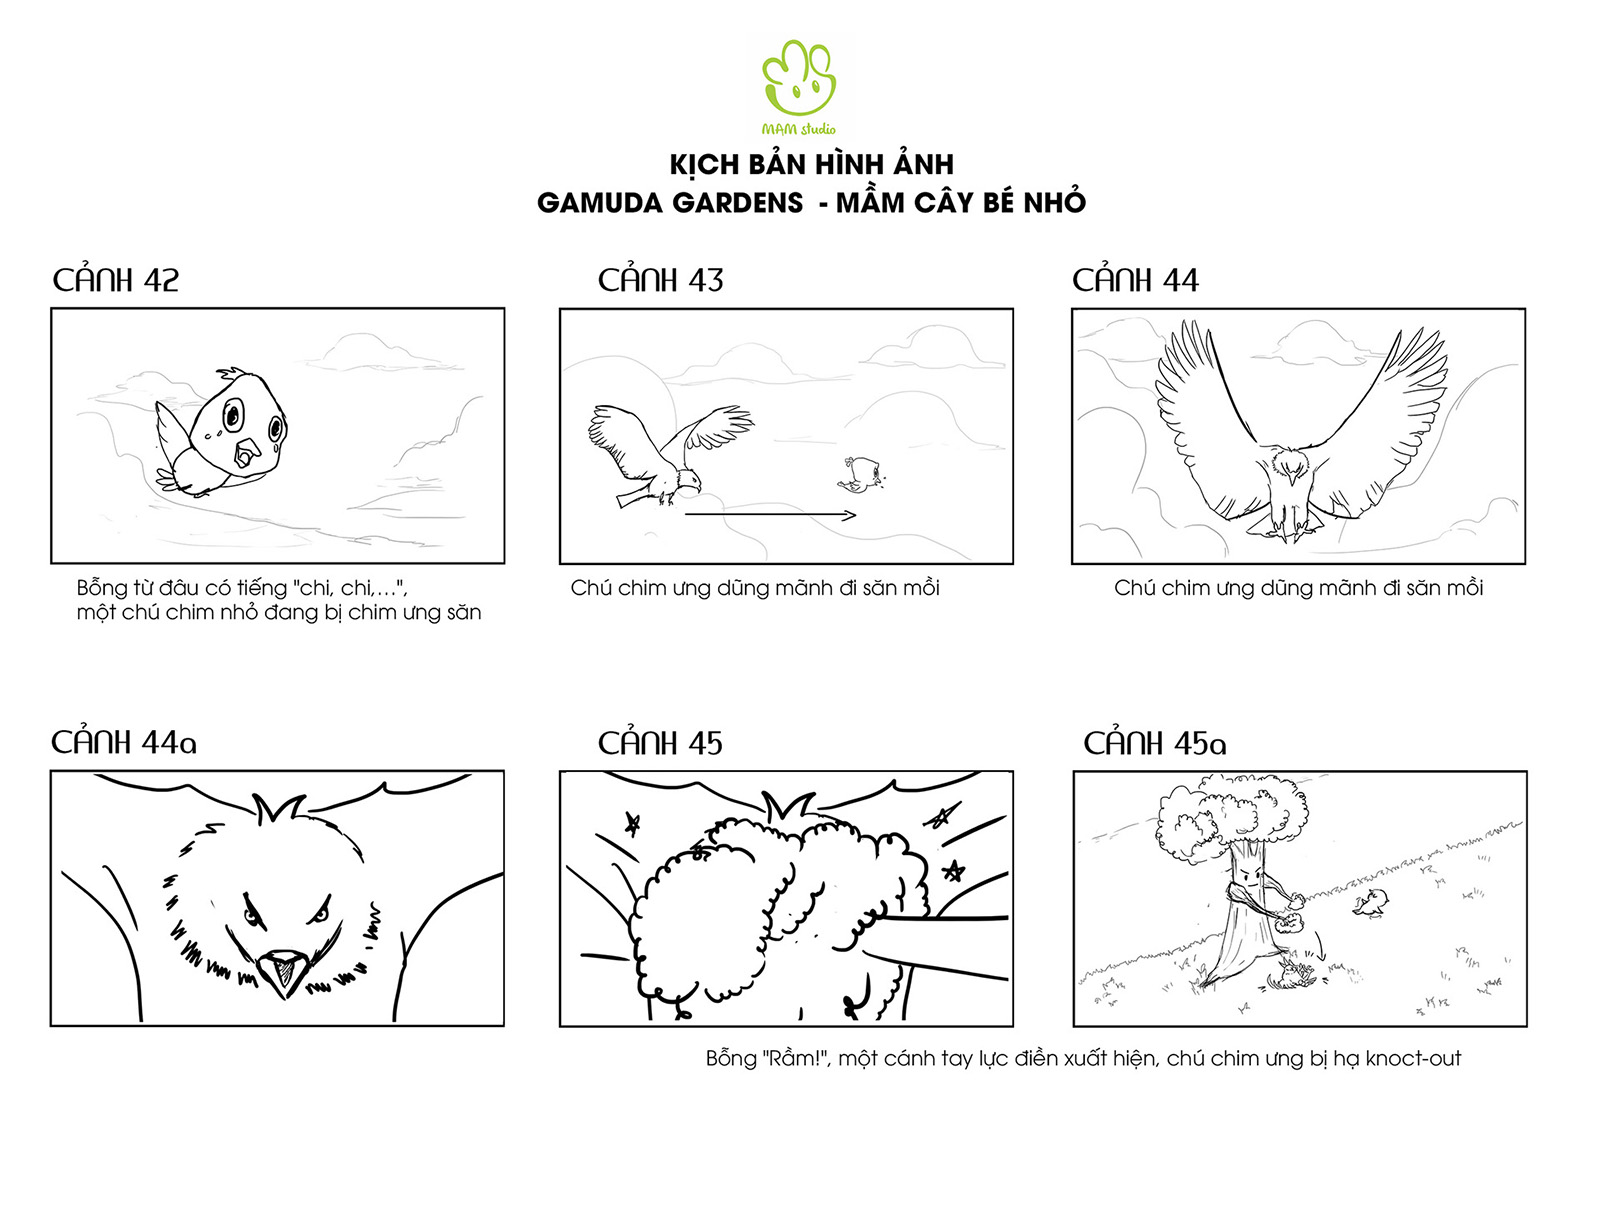 MAM studio
KỊCH BẢN HÌNH ẢNH
GAMUDA GARDENS - MẦM CÂY BÉ NHỎ
CẢNH 42
CẢNH 43
CẢNH 44
Bỗng từ đâu có tiếng "chi, chi,...",
một chú chim nhỏ đang bị chim ưng săn
Chú chim ưng dũng mãnh đi săn mồi
Chú chim ưng dũng mãnh đi săn mồi
CẢNH 44a
CẢNH 45
CẢNH 45a
Bỗng "Rầm!", một cánh tay lực điền xuất hiện, chú chim ưng bị hạ knoct-out